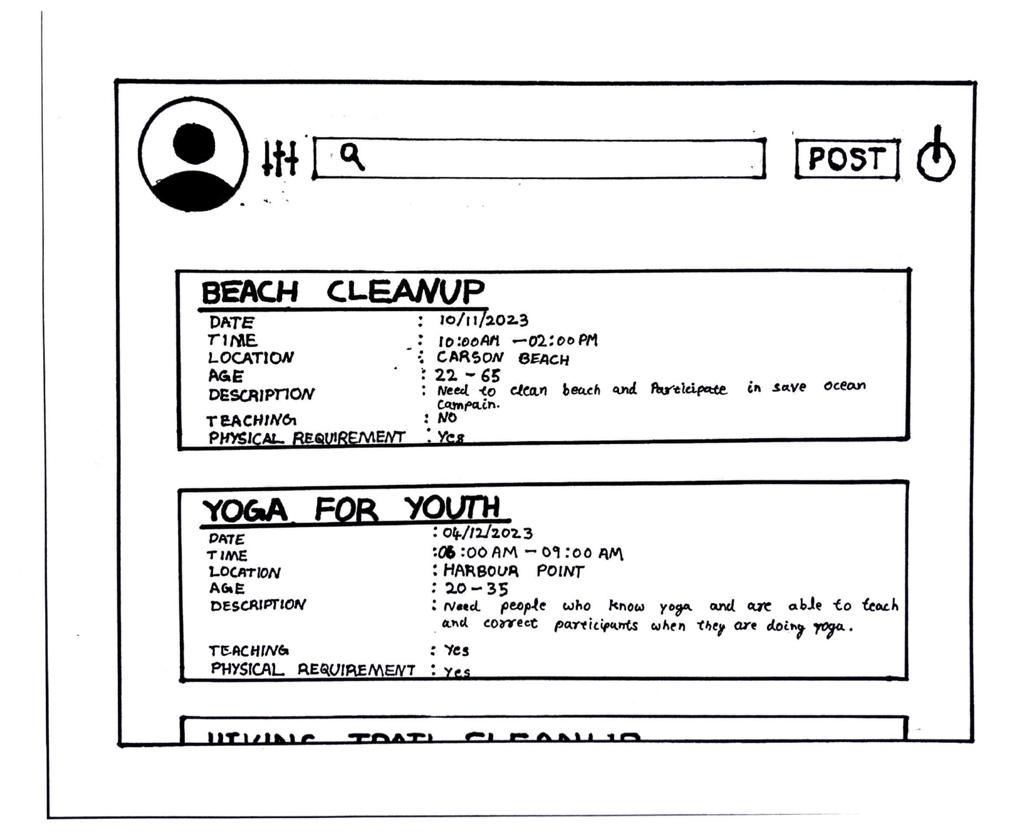 POST
BEACH CLEANUP
DATE : 10/11/2023
TIME : 10:00AM - 02:00PM
LOCATION : CARSON BEACH
AGE : 22 - 65
DESCRIPTION : Need to clean beach and Participate in save ocean
campain.
TEACHING : NO
PHYSICAL REQUIREMENT : Yes
YOGA FOR YOUTH
DATE : 04/12/2023
TIME : 06:00 AM - 09:00 AM
LOCATION : HARBOUR POINT
AGE : 20 - 35
DESCRIPTION : Need people who know yoga and are able to teach
and correct participants when they are doing yoga.
TEACHING : Yes
PHYSICAL REQUIREMENT : Yes
HIKING TRAIL CLEANUP